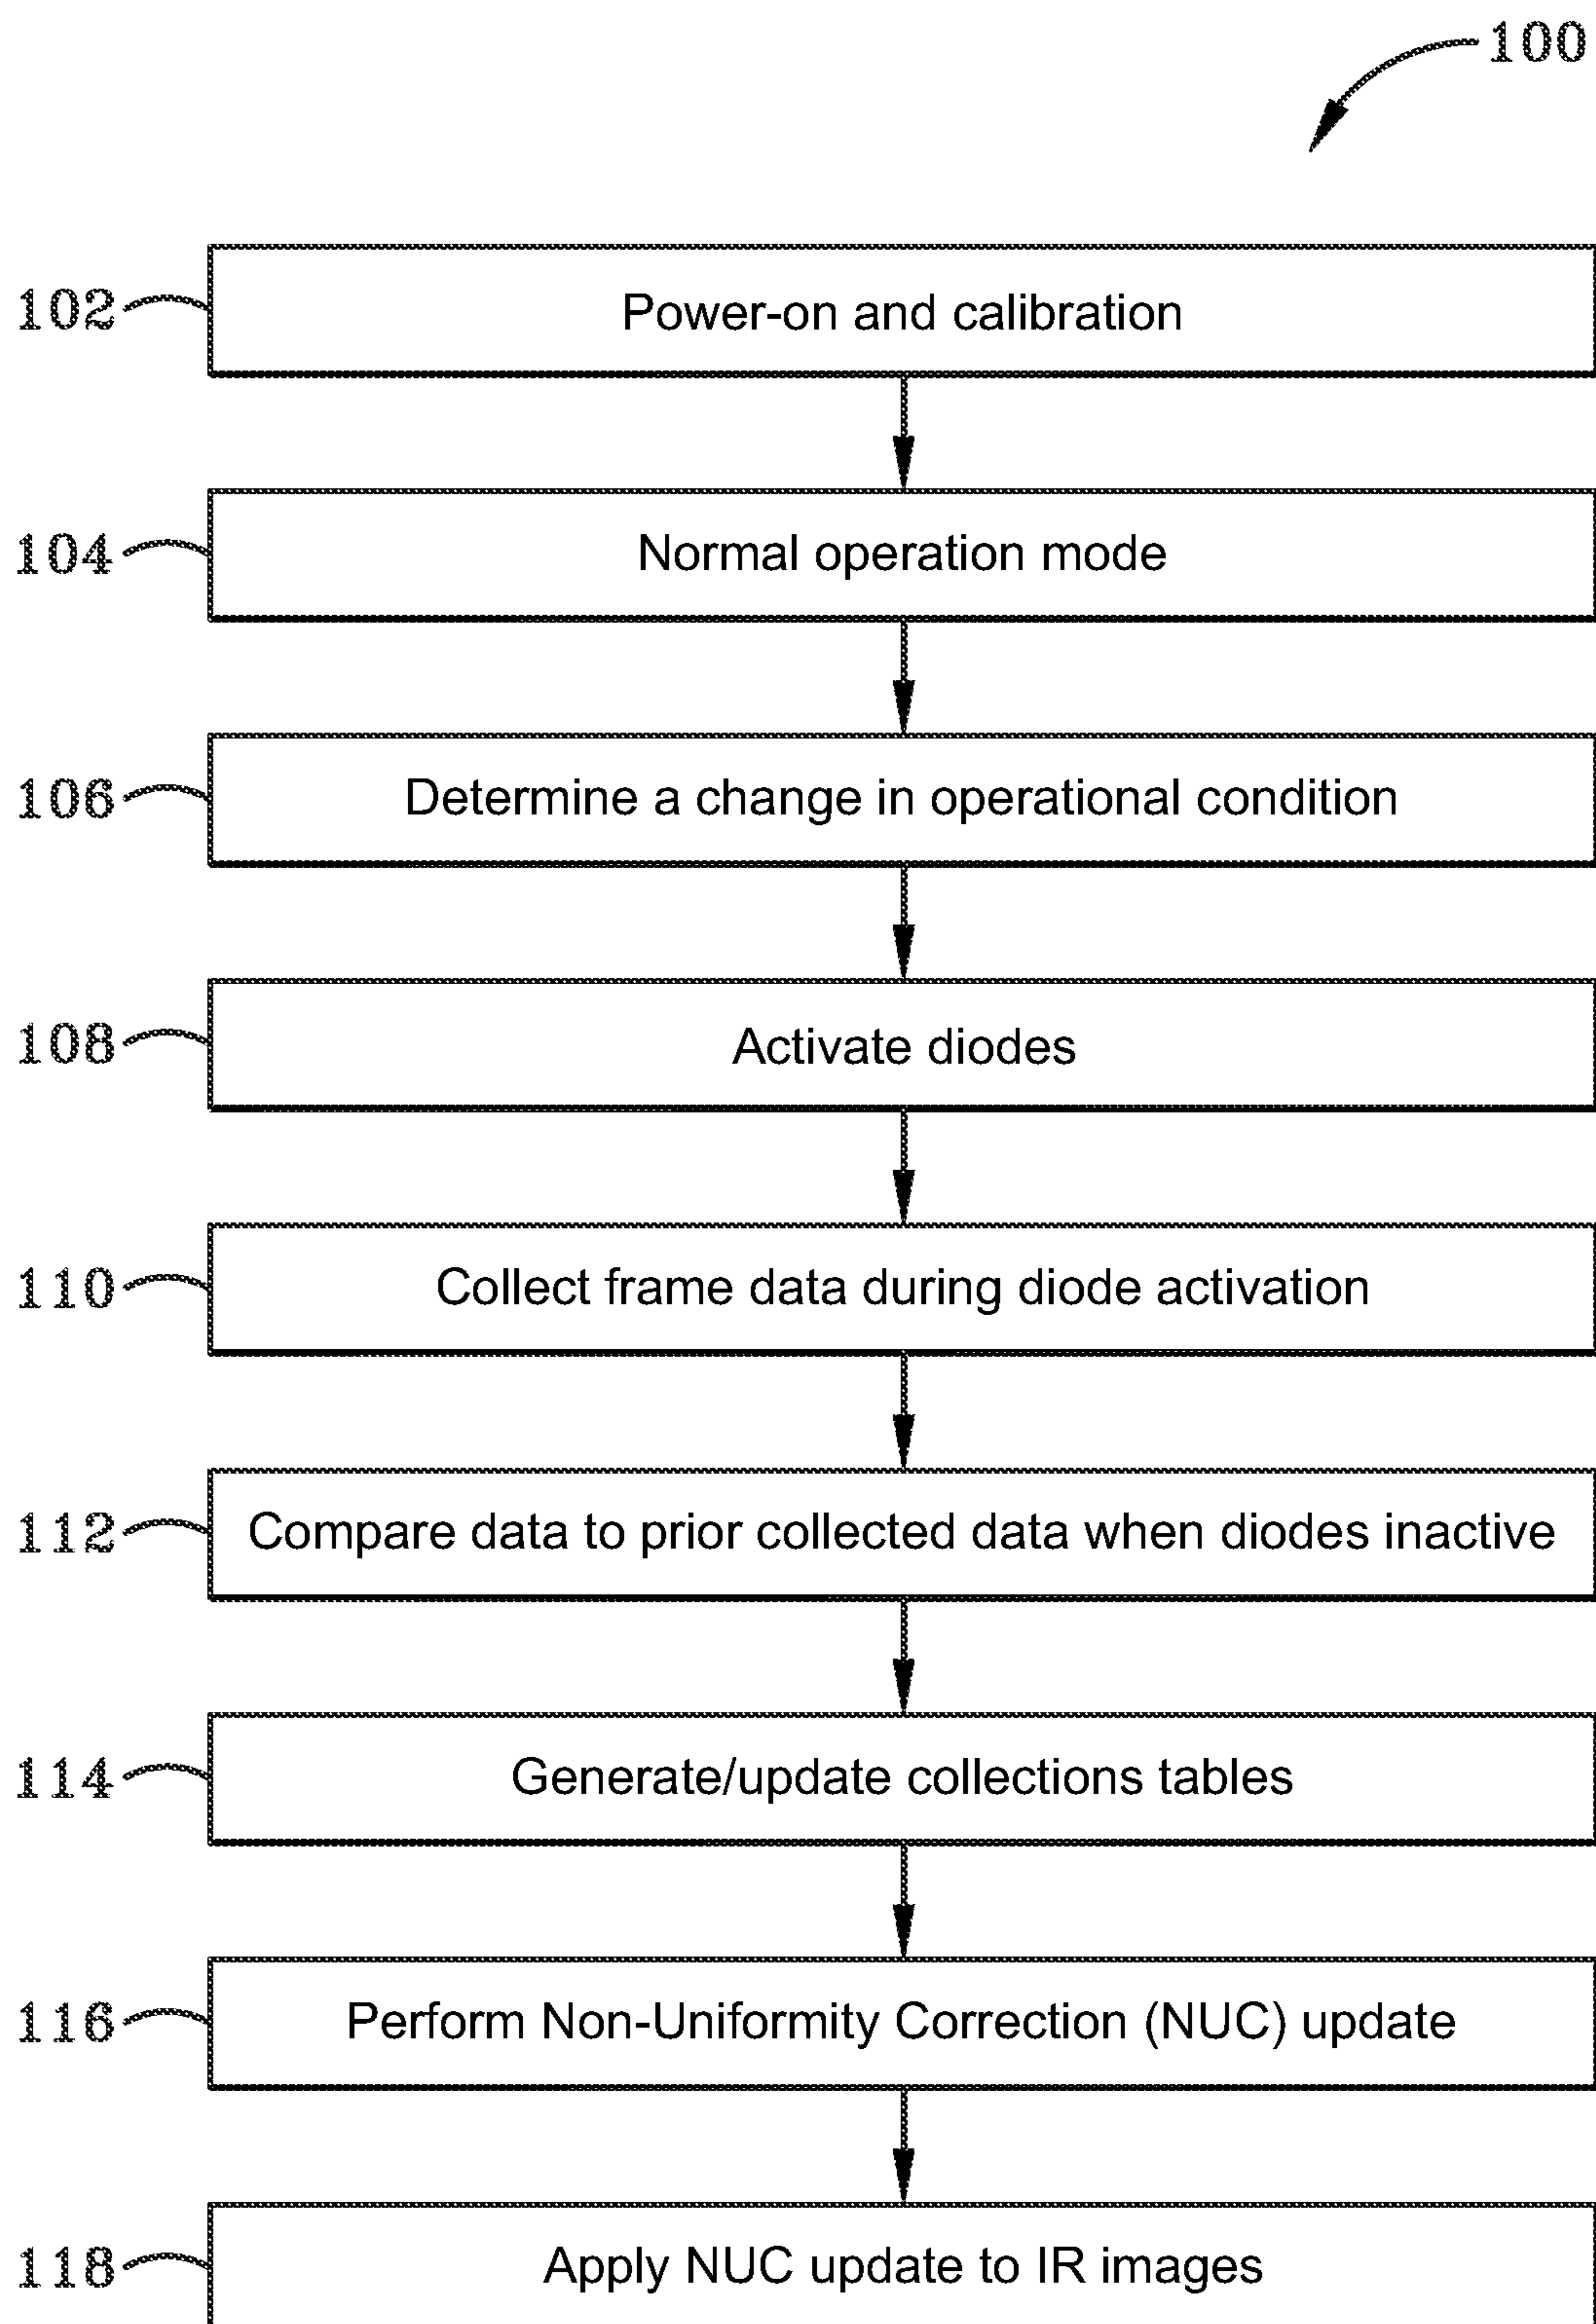 100
102 Power-on and calibration
104 Normal operation mode
106 Determine a change in operational condition
108 Activate diodes
110 Collect frame data during diode activation
112 Compare data to prior collected data when diodes inactive
114 Generate/update collections tables
116 Perform Non-Uniformity Correction (NUC) update
118 Apply NUC update to IR images